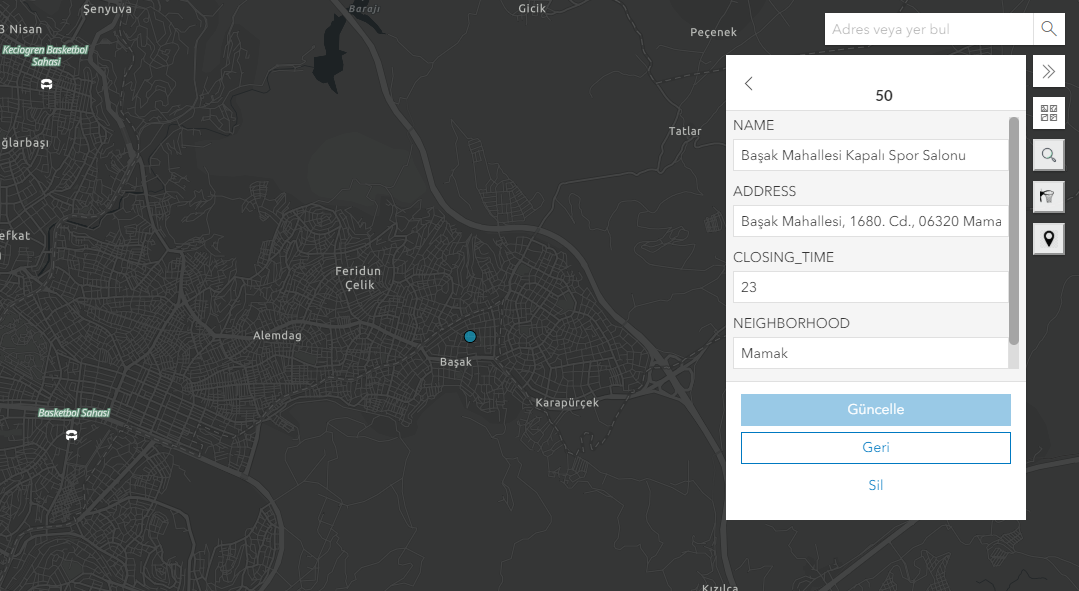 Şenyuva
3 Nisan
Keciogren Basketbol
Sahasi
ğlarbaşı
efkat
Barajı
Gicik
Peçenek
Tatlar
Feridun
Çelik
Alemdag
Başak
Karapürçek
Basketbol Sahasi
Kızılca
Adres veya yer bul
50
NAME
Başak Mahallesi Kapalı Spor Salonu
ADDRESS
Başak Mahallesi, 1680. Cd., 06320 Mama
CLOSING_TIME
23
NEIGHBORHOOD
Mamak
Güncelle
Geri
Sil